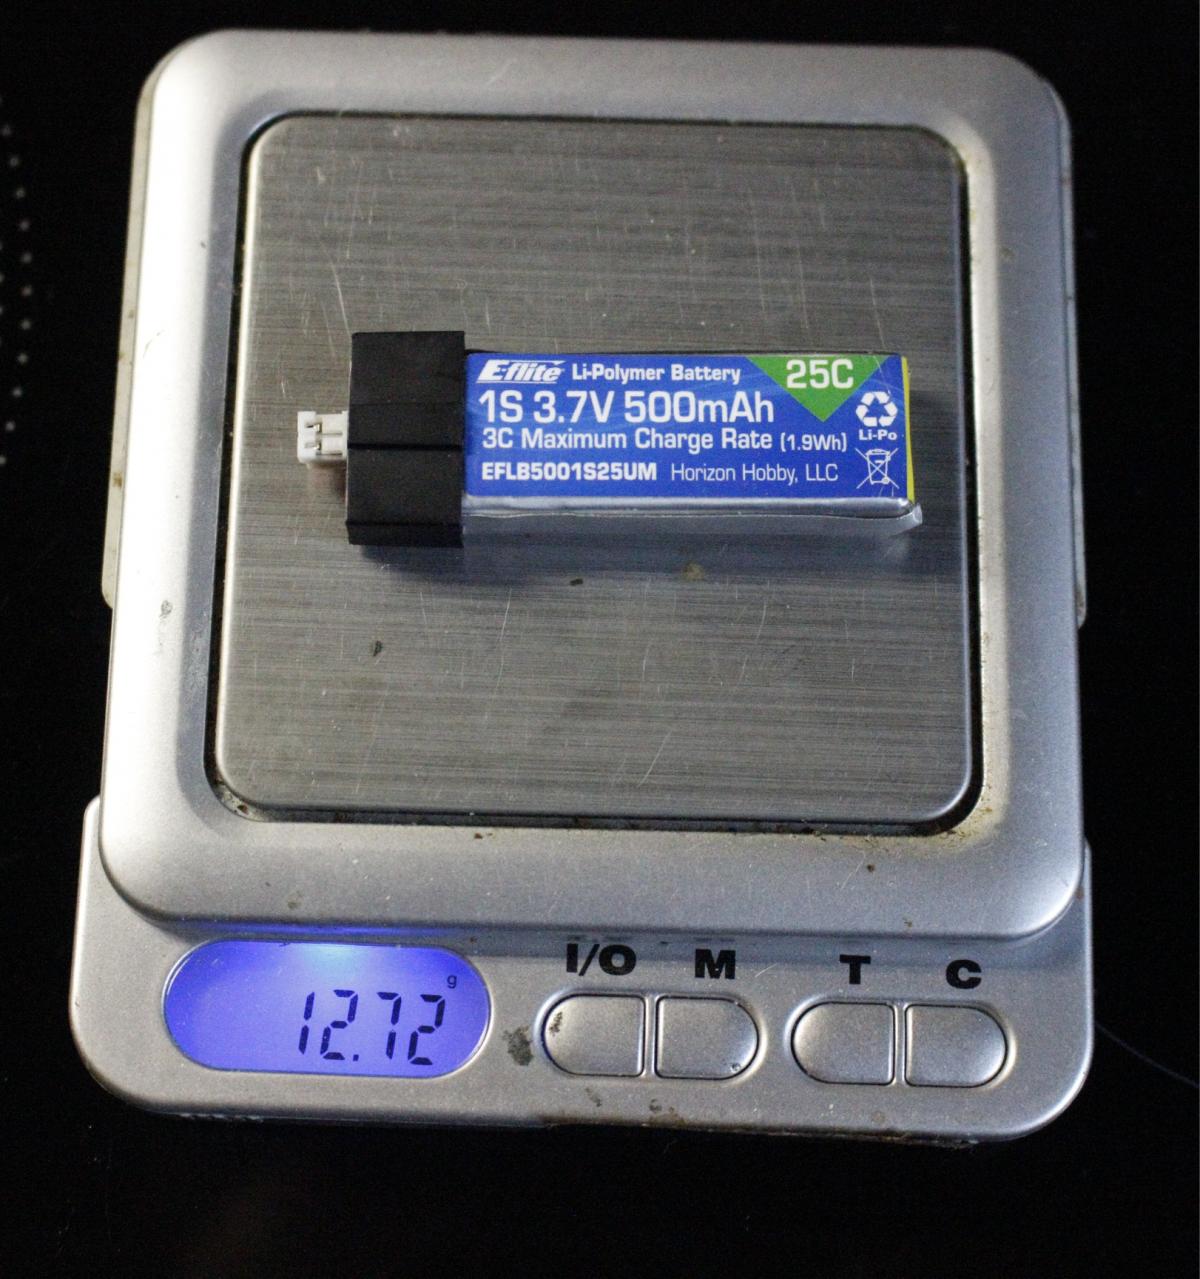 E-flite Li-Polymer Battery 25C
1S 3.7V 500mAh
3C Maximum Charge Rate (1.9Wh)
Li-Po
EFLB5001S25UM Horizon Hobby, LLC
I/O M T C
g
12.72